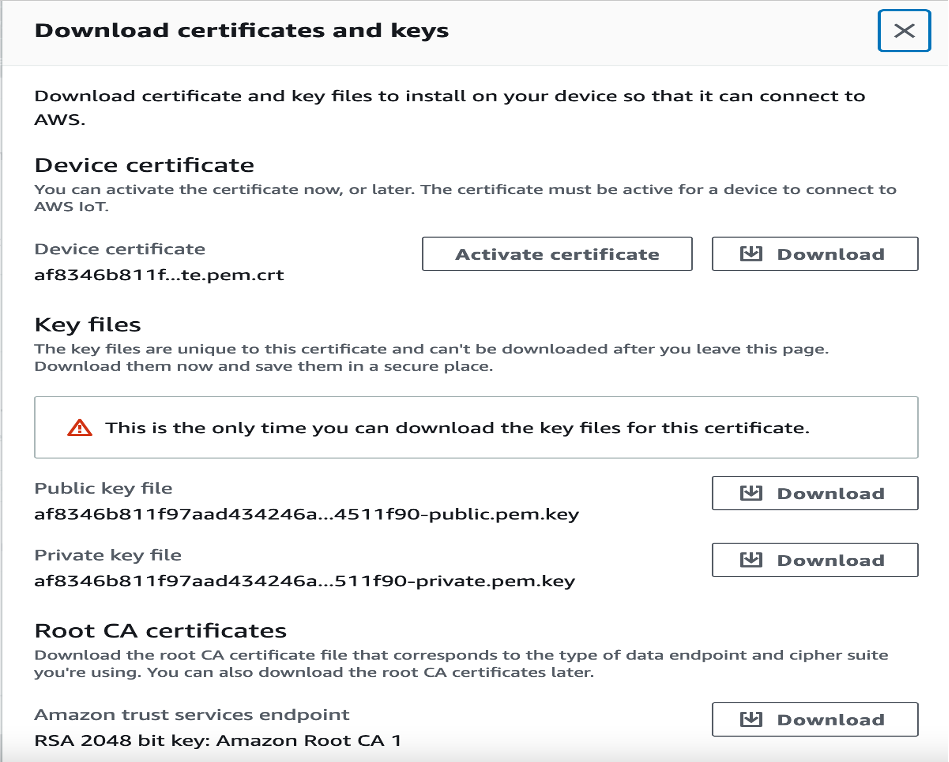 Download certificates and keys
Download certificate and key files to install on your device so that it can connect to
AWS.
Device certificate
You can activate the certificate now, or later. The certificate must be active for a device to connect to
AWS IoT.
Device certificate
af8346b811f...te.pem.crt
Activate certificate
Download
Key files
The key files are unique to this certificate and can't be downloaded after you leave this page.
Download them now and save them in a secure place.
This is the only time you can download the key files for this certificate.
Public key file
af8346b811f97aad434246a...4511f90-public.pem.key
Download
Private key file
af8346b811f97aad434246a...511f90-private.pem.key
Download
Root CA certificates
Download the root CA certificate file that corresponds to the type of data endpoint and cipher suite
you're using. You can also download the root CA certificates later.
Amazon trust services endpoint
RSA 2048 bit key: Amazon Root CA 1
Download